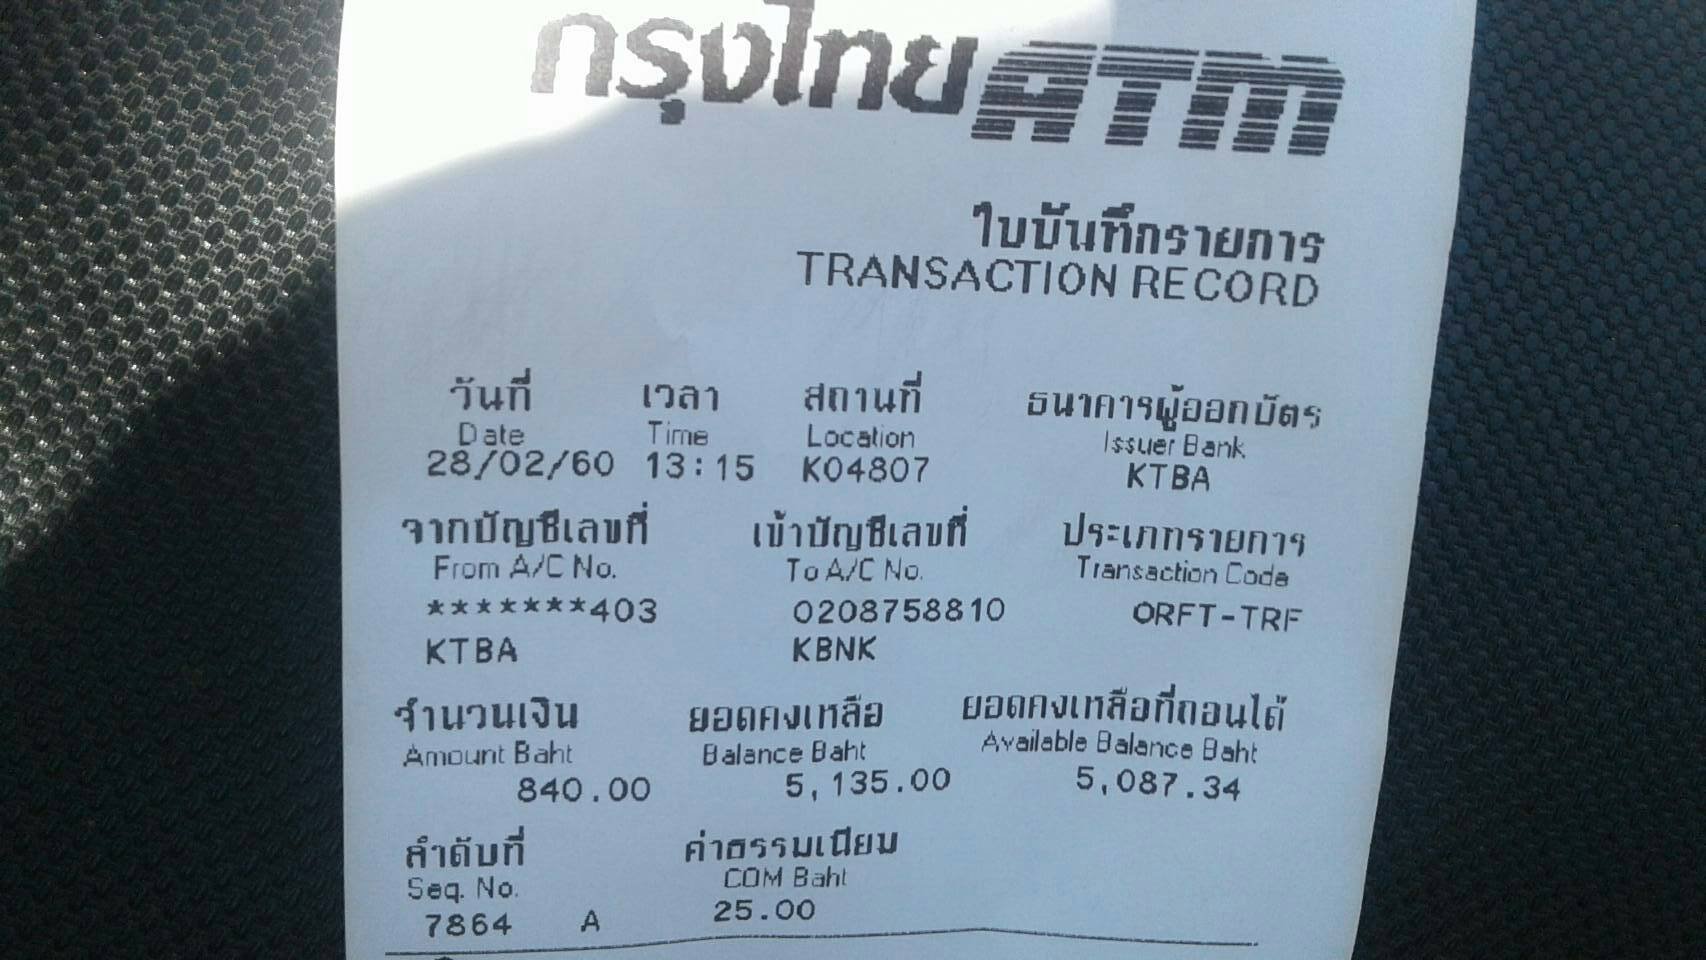 กรุงไทย ATM
ใบบันทึกรายการ
TRANSACTION RECORD
วันที่ เวลา สถานที่ ธนาคารผู้ออกบัตร
Date Time Location Issuer Bank
28/02/60 13:15 K04807 KTBA
จากบัญชีเลขที่ เข้าบัญชีเลขที่ ประเภทรายการ
From A/C No. To A/C No. Transaction Code
*******403 0208758810 ORFT-TRF
KTBA KBNK
จำนวนเงิน ยอดคงเหลือ ยอดคงเหลือที่ถอนได้
Amount Baht Balance Baht Available Balance Baht
840.00 5,135.00 5,087.34
ลำดับที่ ค่าธรรมเนียม
Seq. No. COM Baht
7864 A 25.00